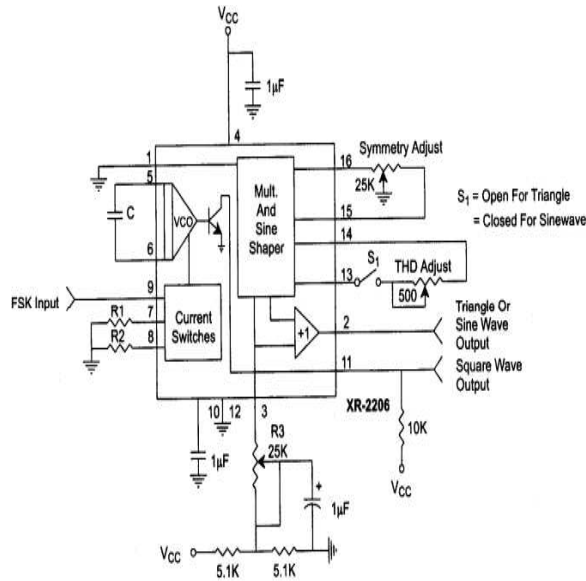 VCC
1µF
4
1
16
Symmetry Adjust
25K
5
Mult.
And
Sine
Shaper
S1 = Open For Triangle
= Closed For Sinewave
C
VCO
15
14
6
13
S1
THD Adjust
500
9
FSK Input
Current
Switches
R1
7
R2
8
+1
2
Triangle Or
Sine Wave
Output
11
Square Wave
Output
10
12
3
XR-2206
10K
VCC
1µF
R3
25K
+
1µF
VCC
5.1K
5.1K